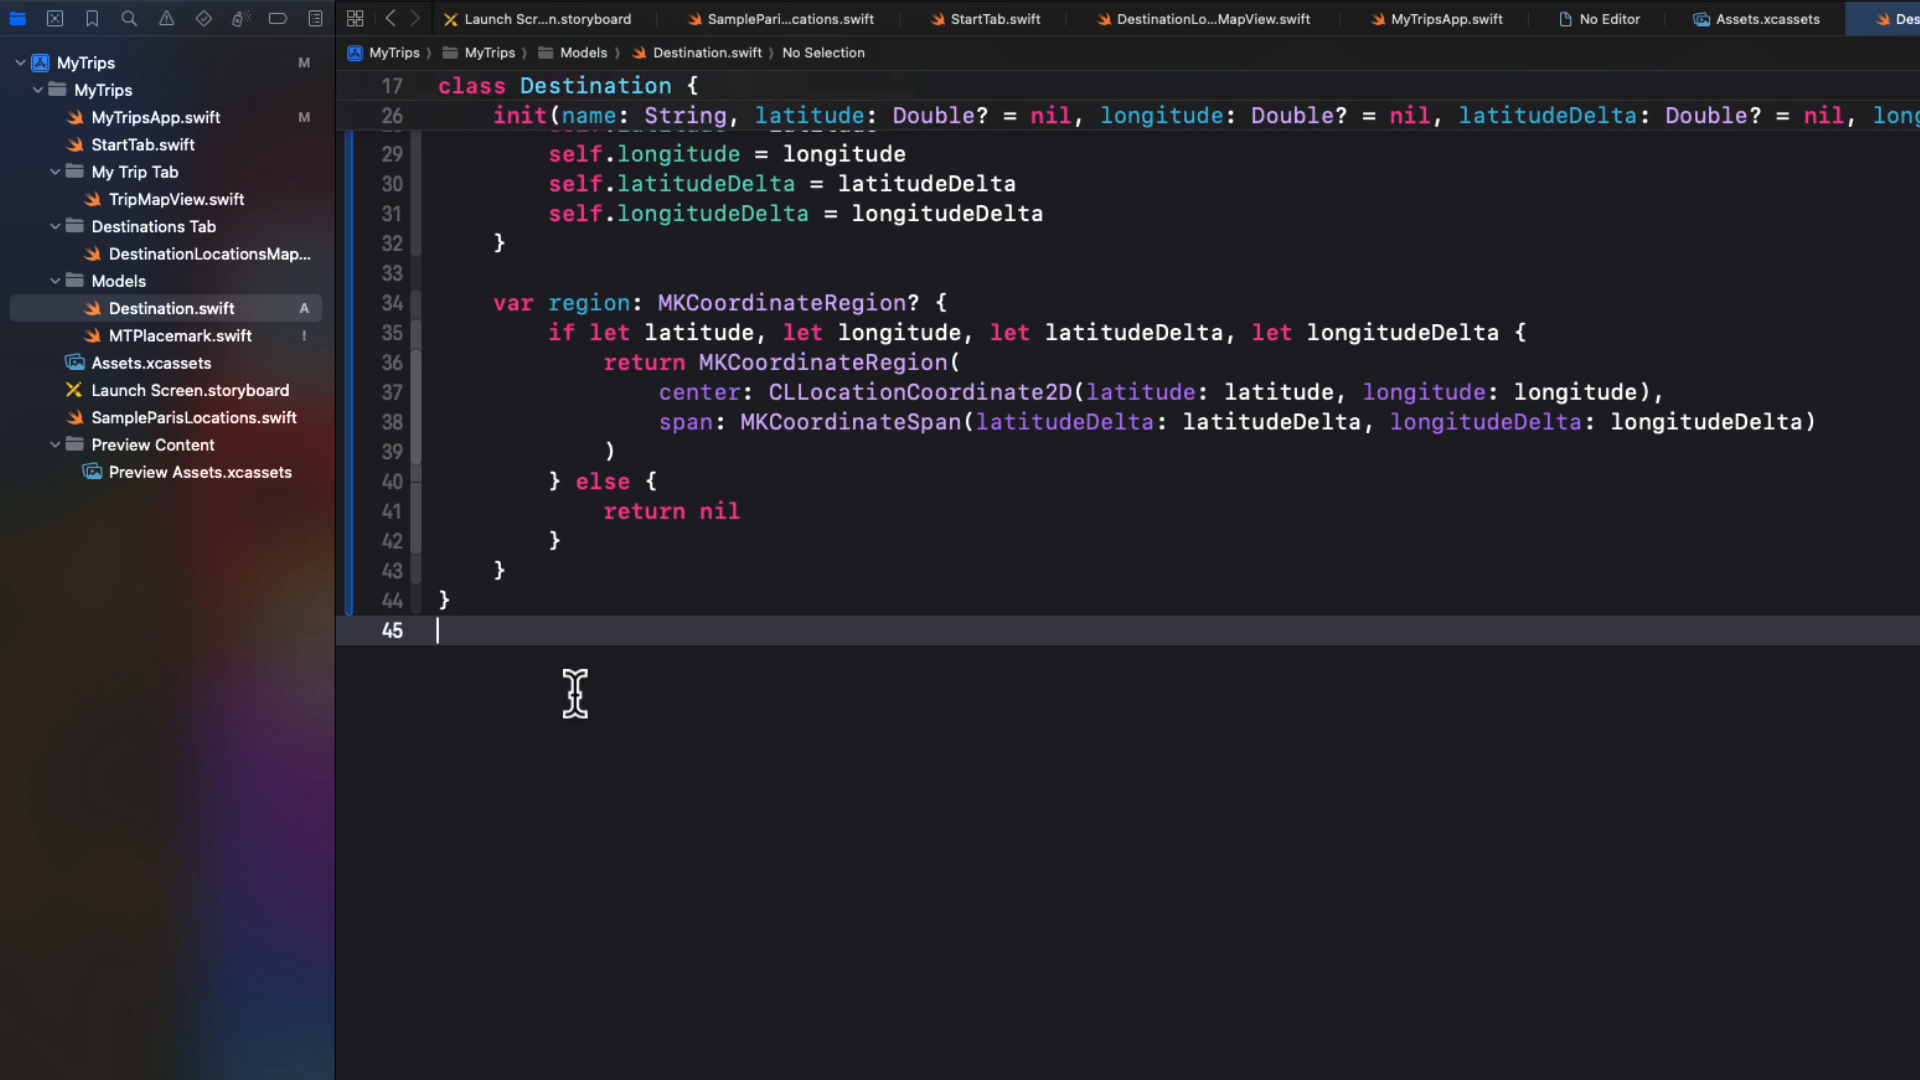 Launch Scr...n.storyboard
SamplePari...cations.swift
StartTab.swift
DestinationLo...MapView.swift
MyTripsApp.swift
No Editor
Assets.xcassets
Des
MyTrips
MyTrips
Models
Destination.swift
No Selection
MyTrips M
MyTrips
MyTripsApp.swift M
StartTab.swift
My Trip Tab
TripMapView.swift
Destinations Tab
DestinationLocationsMap...
Models
Destination.swift A
MTPlacemark.swift !
Assets.xcassets
Launch Screen.storyboard
SampleParisLocations.swift
Preview Content
Preview Assets.xcassets
17 class Destination {
26 init(name: String, latitude: Double? = nil, longitude: Double? = nil, latitudeDelta: Double? = nil, long
29 self.longitude = longitude
30 self.latitudeDelta = latitudeDelta
31 self.longitudeDelta = longitudeDelta
32 }
33
34 var region: MKCoordinateRegion? {
35 if let latitude, let longitude, let latitudeDelta, let longitudeDelta {
36 return MKCoordinateRegion(
37 center: CLLocationCoordinate2D(latitude: latitude, longitude: longitude),
38 span: MKCoordinateSpan(latitudeDelta: latitudeDelta, longitudeDelta: longitudeDelta)
39 )
40 } else {
41 return nil
42 }
43 }
44 }
45